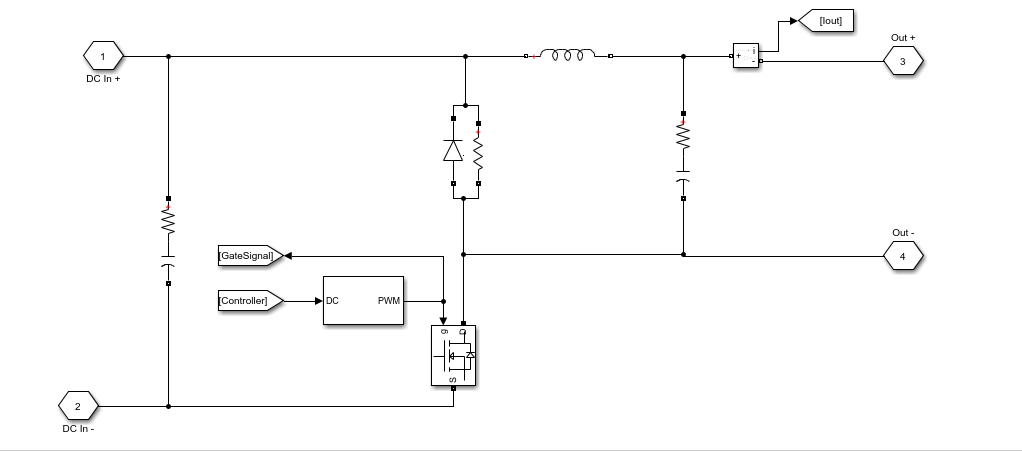 [Iout]
Out +
1
i
+
-
3
DC In +
Out -
[GateSignal]
4
[Controller]
DC
PWM
g
D
S
2
DC In -